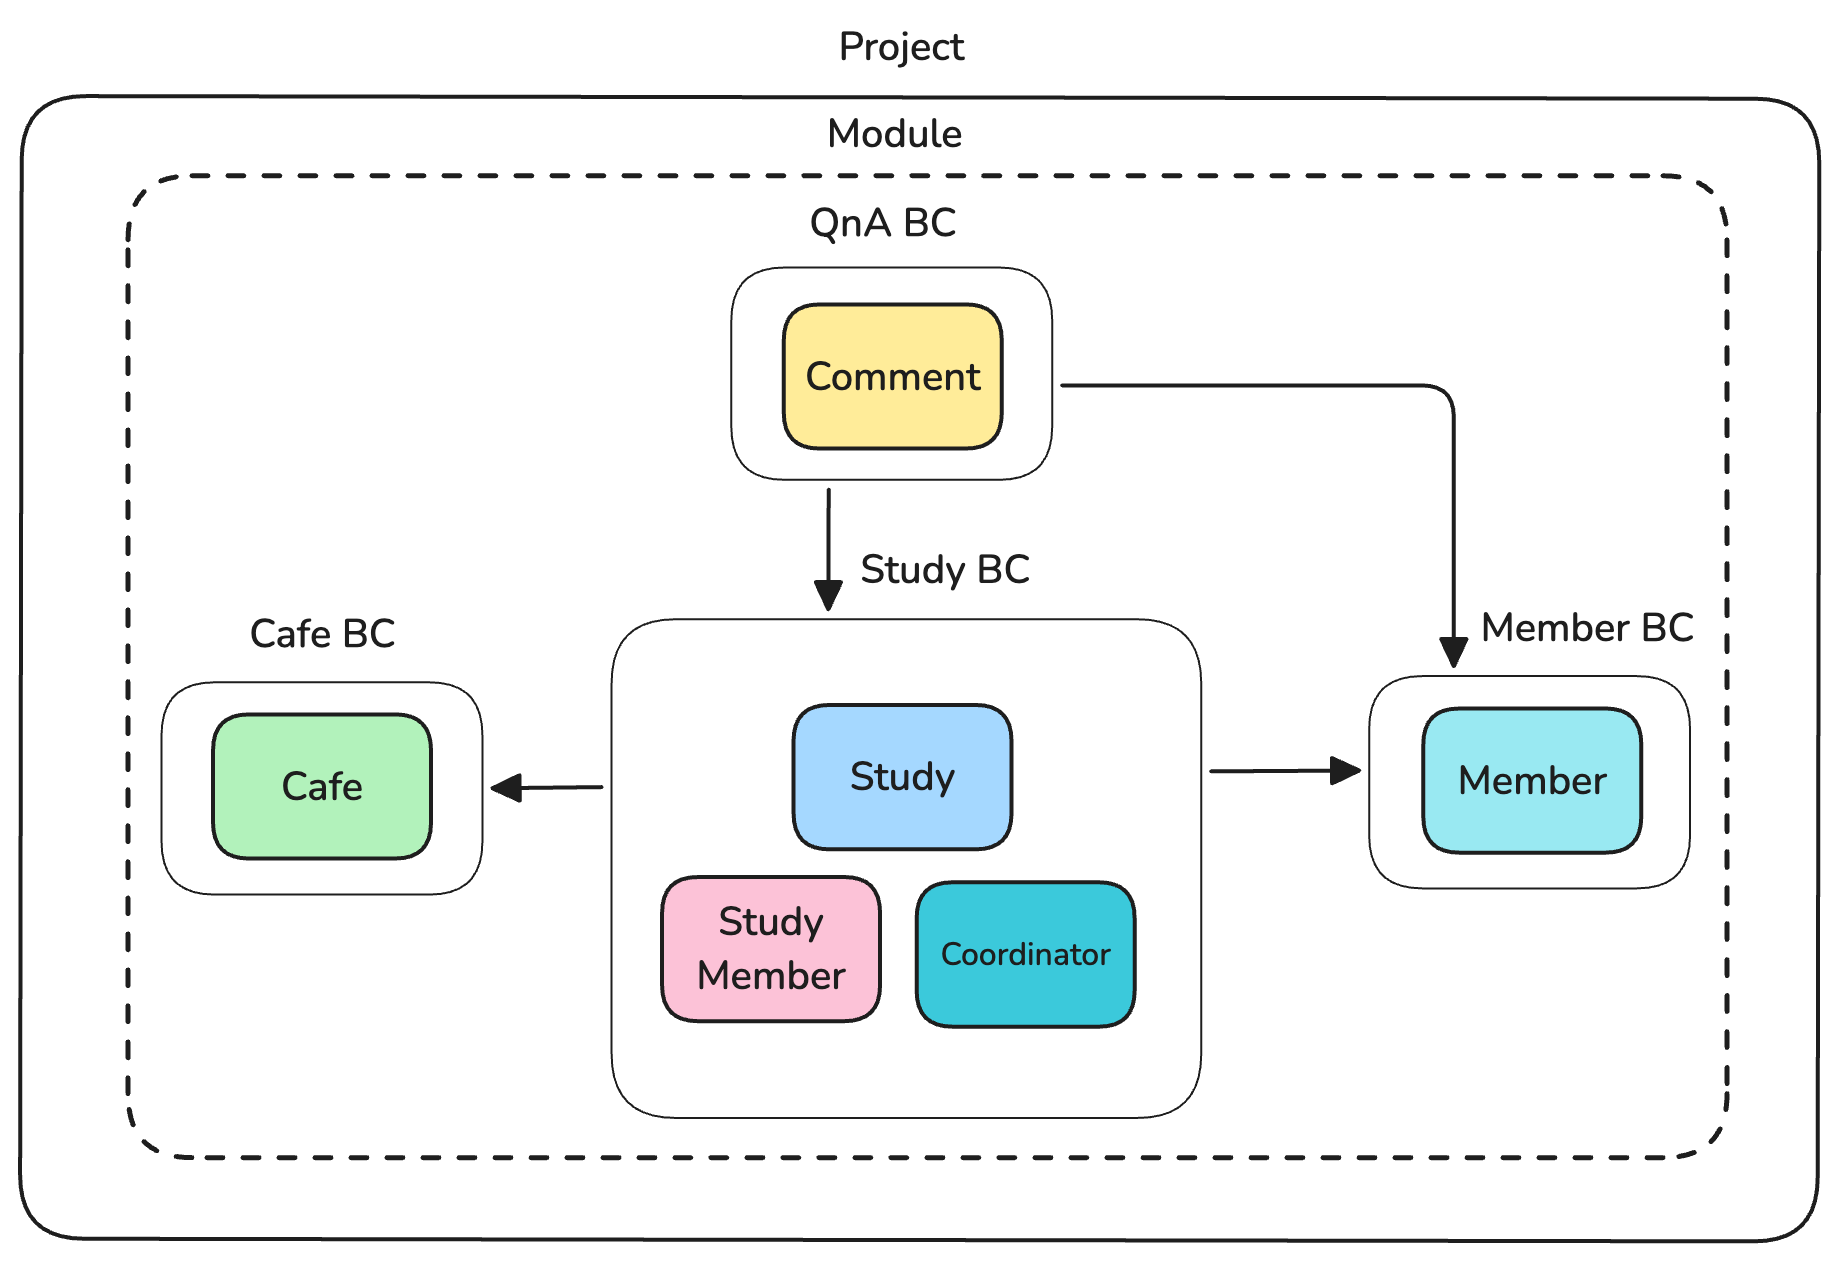 Project
Module
QnA BC
Comment
Study BC
Cafe BC
Member BC
Cafe
Study
Member
Study
Member
Coordinator